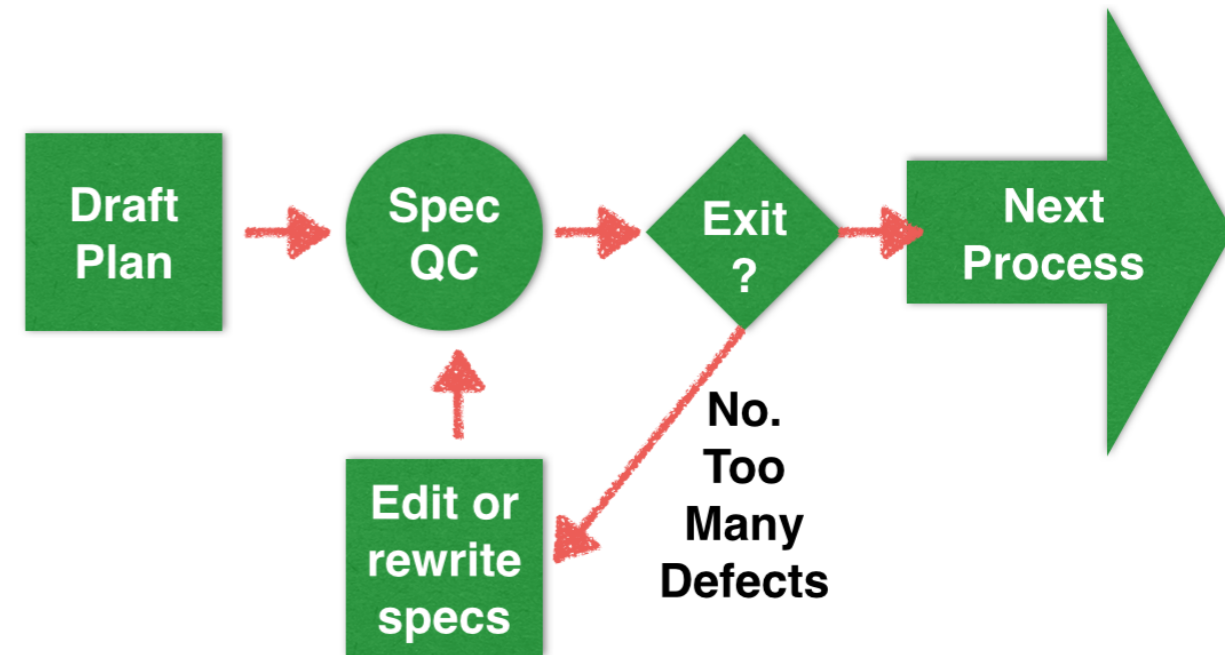 Draft
Plan
Spec
QC
Exit
?
Next
Process
No.
Too
Many
Defects
Edit or
rewrite
specs